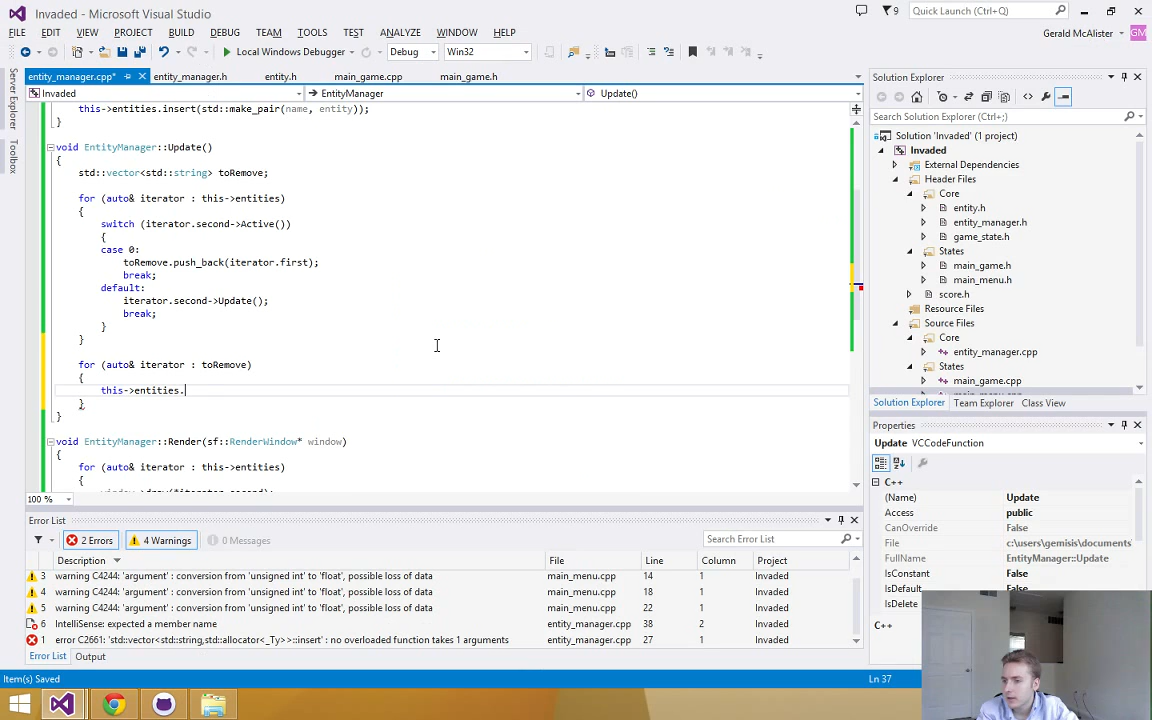 Invaded - Microsoft Visual Studio
9
Quick Launch (Ctrl+;)
FILE EDIT VIEW PROJECT BUILD DEBUG TEAM TOOLS TEST ANALYZE WINDOW HELP
Gerald McAlister GM
Local Windows Debugger Debug Win32
Server Explorer
Toolbox
entity_manager.cpp* entity_manager.h entity.h main_game.cpp main_game.h
Invaded EntityManager Update()
this->entities.insert(std::make_pair(name, entity));
}
void EntityManager::Update()
{
std::vector<std::string> toRemove;
for (auto& iterator : this->entities)
{
switch (iterator.second->Active())
{
case 0:
toRemove.push_back(iterator.first);
break;
default:
iterator.second->Update();
break;
}
}
for (auto& iterator : toRemove)
{
this->entities.
}
}
void EntityManager::Render(sf::RenderWindow* window)
{
for (auto& iterator : this->entities)
{
window->draw(*iterator.second);
100 %
Solution Explorer
Search Solution Explorer (Ctrl+;)
Solution 'Invaded' (1 project)
Invaded
External Dependencies
Header Files
Core
entity.h
entity_manager.h
game_state.h
States
main_game.h
main_menu.h
score.h
Resource Files
Source Files
Core
entity_manager.cpp
States
main_game.cpp
Solution Explorer Team Explorer Class View
Properties
Update VCCodeFunction
C++
(Name) Update
Access public
CanOverride False
File c:\users\gemisis\documents
FullName EntityManager::Update
IsConstant False
IsDefault False
IsDelete
C++
Error List
2 Errors 4 Warnings 0 Messages
Search Error List
Description File Line Column Project
3 warning C4244: 'argument' : conversion from 'unsigned int' to 'float', possible loss of data main_menu.cpp 14 1 Invaded
4 warning C4244: 'argument' : conversion from 'unsigned int' to 'float', possible loss of data main_menu.cpp 18 1 Invaded
5 warning C4244: 'argument' : conversion from 'unsigned int' to 'float', possible loss of data main_menu.cpp 22 1 Invaded
6 IntelliSense: expected a member name entity_manager.cpp 38 2 Invaded
1 error C2661: 'std::vector<std::string,std::allocator<_Ty>>::insert' : no overloaded function takes 1 arguments entity_manager.cpp 27 1 Invaded
Error List Output
Item(s) Saved
Ln 37